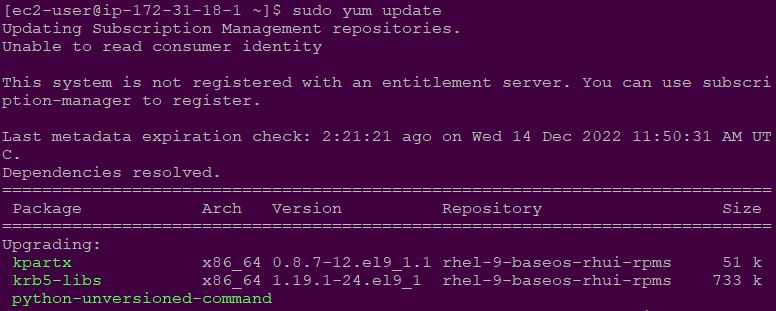 [ec2-user@ip-172-31-18-1 ~]$ sudo yum update
Updating Subscription Management repositories.
Unable to read consumer identity
This system is not registered with an entitlement server. You can use subscri
ption-manager to register.
Last metadata expiration check: 2:21:21 ago on Wed 14 Dec 2022 11:50:31 AM UT
C.
Dependencies resolved.
=============================================================================
Package Arch Version Repository Size
=============================================================================
Upgrading:
kpartx x86_64 0.8.7-12.el9_1.1 rhel-9-baseos-rhui-rpms 51 k
krb5-libs x86_64 1.19.1-24.el9_1 rhel-9-baseos-rhui-rpms 733 k
python-unversioned-command